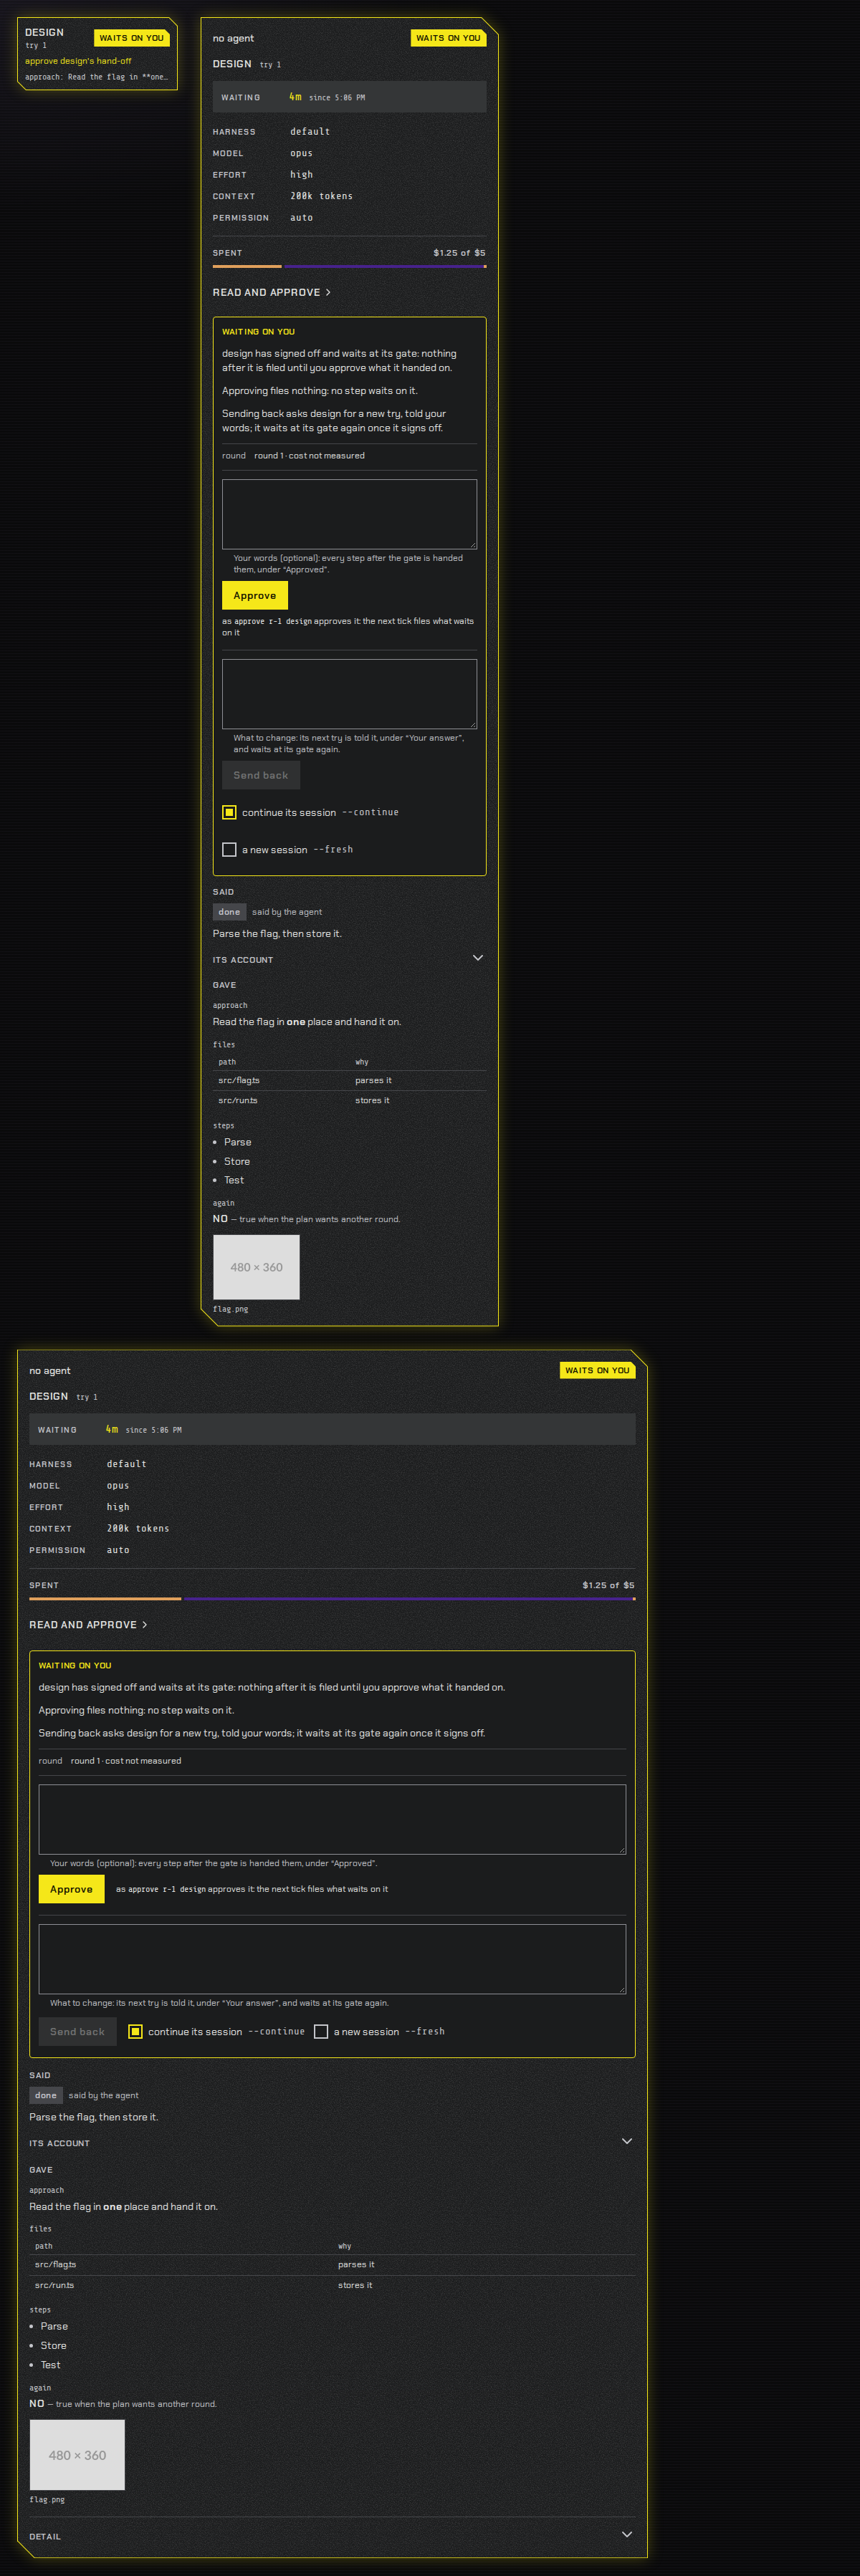 DESIGN
try 1
WAITS ON YOU
approve design's hand-off
approach: Read the flag in **one…
no agent
WAITS ON YOU
DESIGN try 1
WAITING 4m since 5:06 PM
HARNESS default
MODEL opus
EFFORT high
CONTEXT 200k tokens
PERMISSION auto
SPENT $1.25 of $5
READ AND APPROVE >
WAITING ON YOU
design has signed off and waits at its gate: nothing
after it is filed until you approve what it handed on.
Approving files nothing: no step waits on it.
Sending back asks design for a new try, told your
words; it waits at its gate again once it signs off.
round round 1 · cost not measured
Your words (optional): every step after the gate is handed
them, under “Approved”.
Approve
as approve r-1 design approves it: the next tick files what waits
on it
What to change: its next try is told it, under “Your answer”,
and waits at its gate again.
Send back
continue its session --continue
a new session --fresh
SAID
done said by the agent
Parse the flag, then store it.
ITS ACCOUNT
GAVE
approach
Read the flag in one place and hand it on.
files
path why
src/flag.ts parses it
src/run.ts stores it
steps
• Parse
• Store
• Test
again
NO — true when the plan wants another round.
480 × 360
flag.png
no agent
WAITS ON YOU
DESIGN try 1
WAITING 4m since 5:06 PM
HARNESS default
MODEL opus
EFFORT high
CONTEXT 200k tokens
PERMISSION auto
SPENT $1.25 of $5
READ AND APPROVE >
WAITING ON YOU
design has signed off and waits at its gate: nothing after it is filed until you approve what it handed on.
Approving files nothing: no step waits on it.
Sending back asks design for a new try, told your words; it waits at its gate again once it signs off.
round round 1 · cost not measured
Your words (optional): every step after the gate is handed them, under “Approved”.
Approve as approve r-1 design approves it: the next tick files what waits on it
What to change: its next try is told it, under “Your answer”, and waits at its gate again.
Send back continue its session --continue a new session --fresh
SAID
done said by the agent
Parse the flag, then store it.
ITS ACCOUNT
GAVE
approach
Read the flag in one place and hand it on.
files
path why
src/flag.ts parses it
src/run.ts stores it
steps
• Parse
• Store
• Test
again
NO — true when the plan wants another round.
480 × 360
flag.png
DETAIL